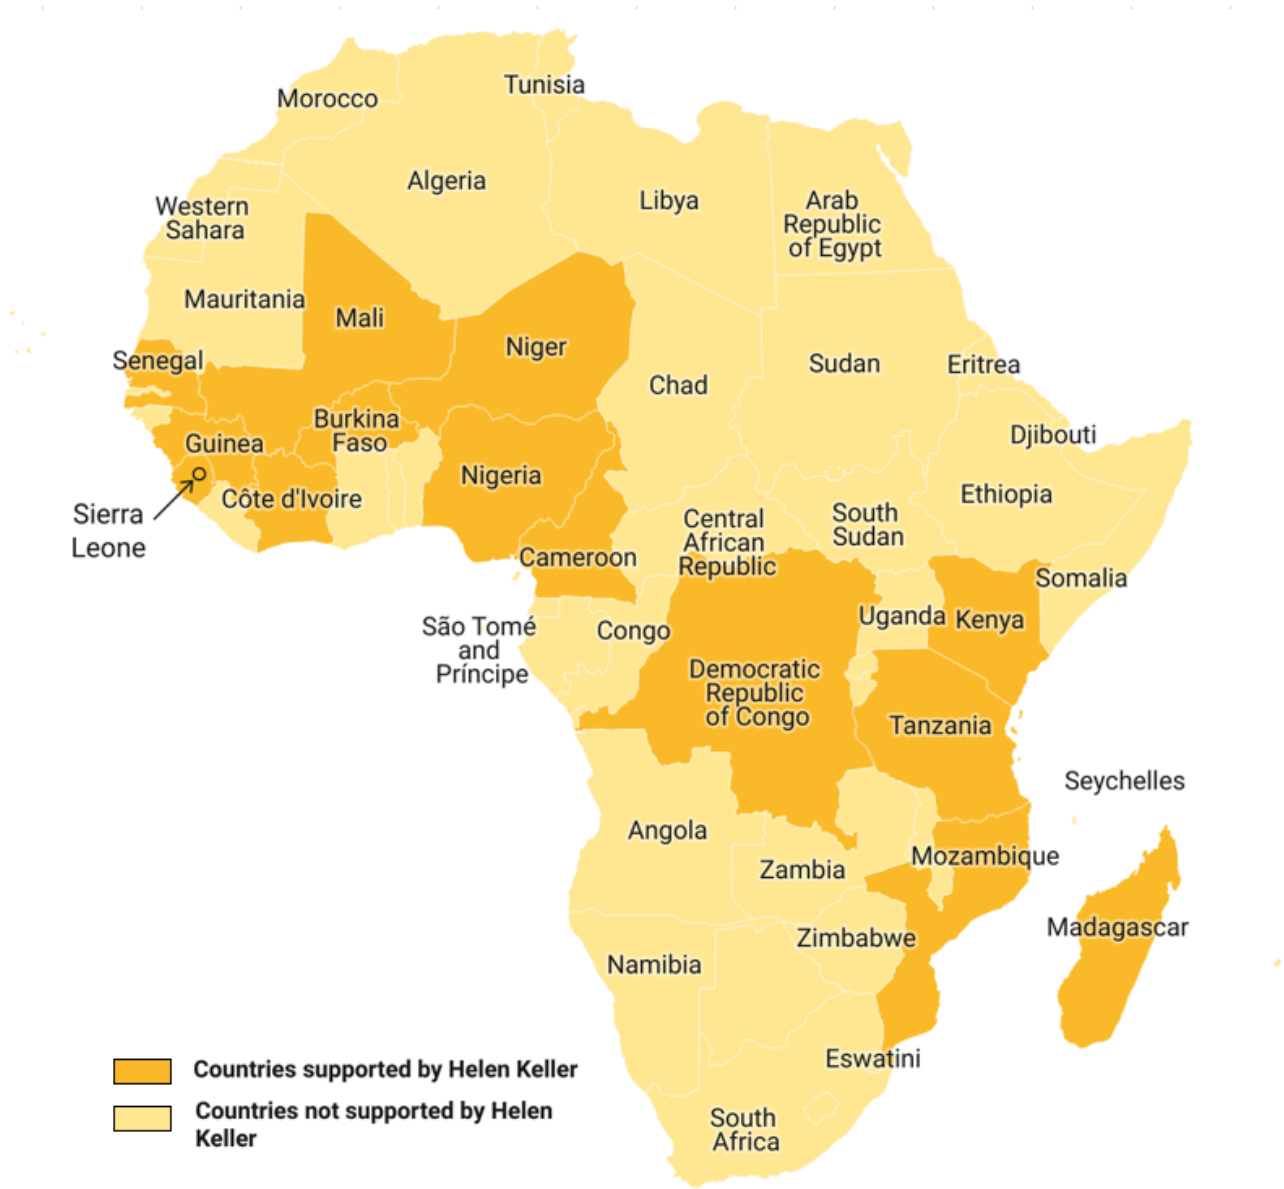 Tunisia
Morocco
Algeria
Libya
Arab
Republic
of Egypt
Western
Sahara
Mauritania
Mali
Niger
Senegal
Chad
Sudan
Eritrea
Burkina
Faso
Guinea
Djibouti
Nigeria
Côte d'Ivoire
Ethiopia
Sierra
Leone
Central
African
Republic
South
Sudan
Cameroon
Somalia
São Tomé
and
Príncipe
Congo
Uganda
Kenya
Democratic
Republic
of Congo
Tanzania
Seychelles
Angola
Mozambique
Zambia
Madagascar
Zimbabwe
Namibia
Eswatini
Countries supported by Helen Keller
Countries not supported by Helen
Keller
South
Africa